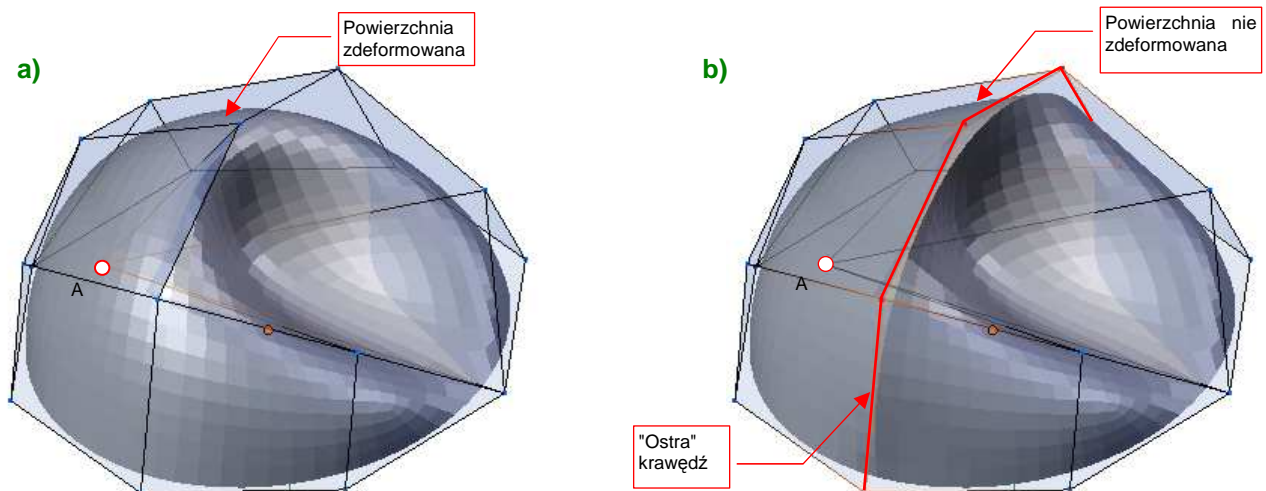 a)
Powierzchnia
zdeformowana
A
b)
Powierzchnia nie
zdeformowana
A
"Ostra"
krawędź